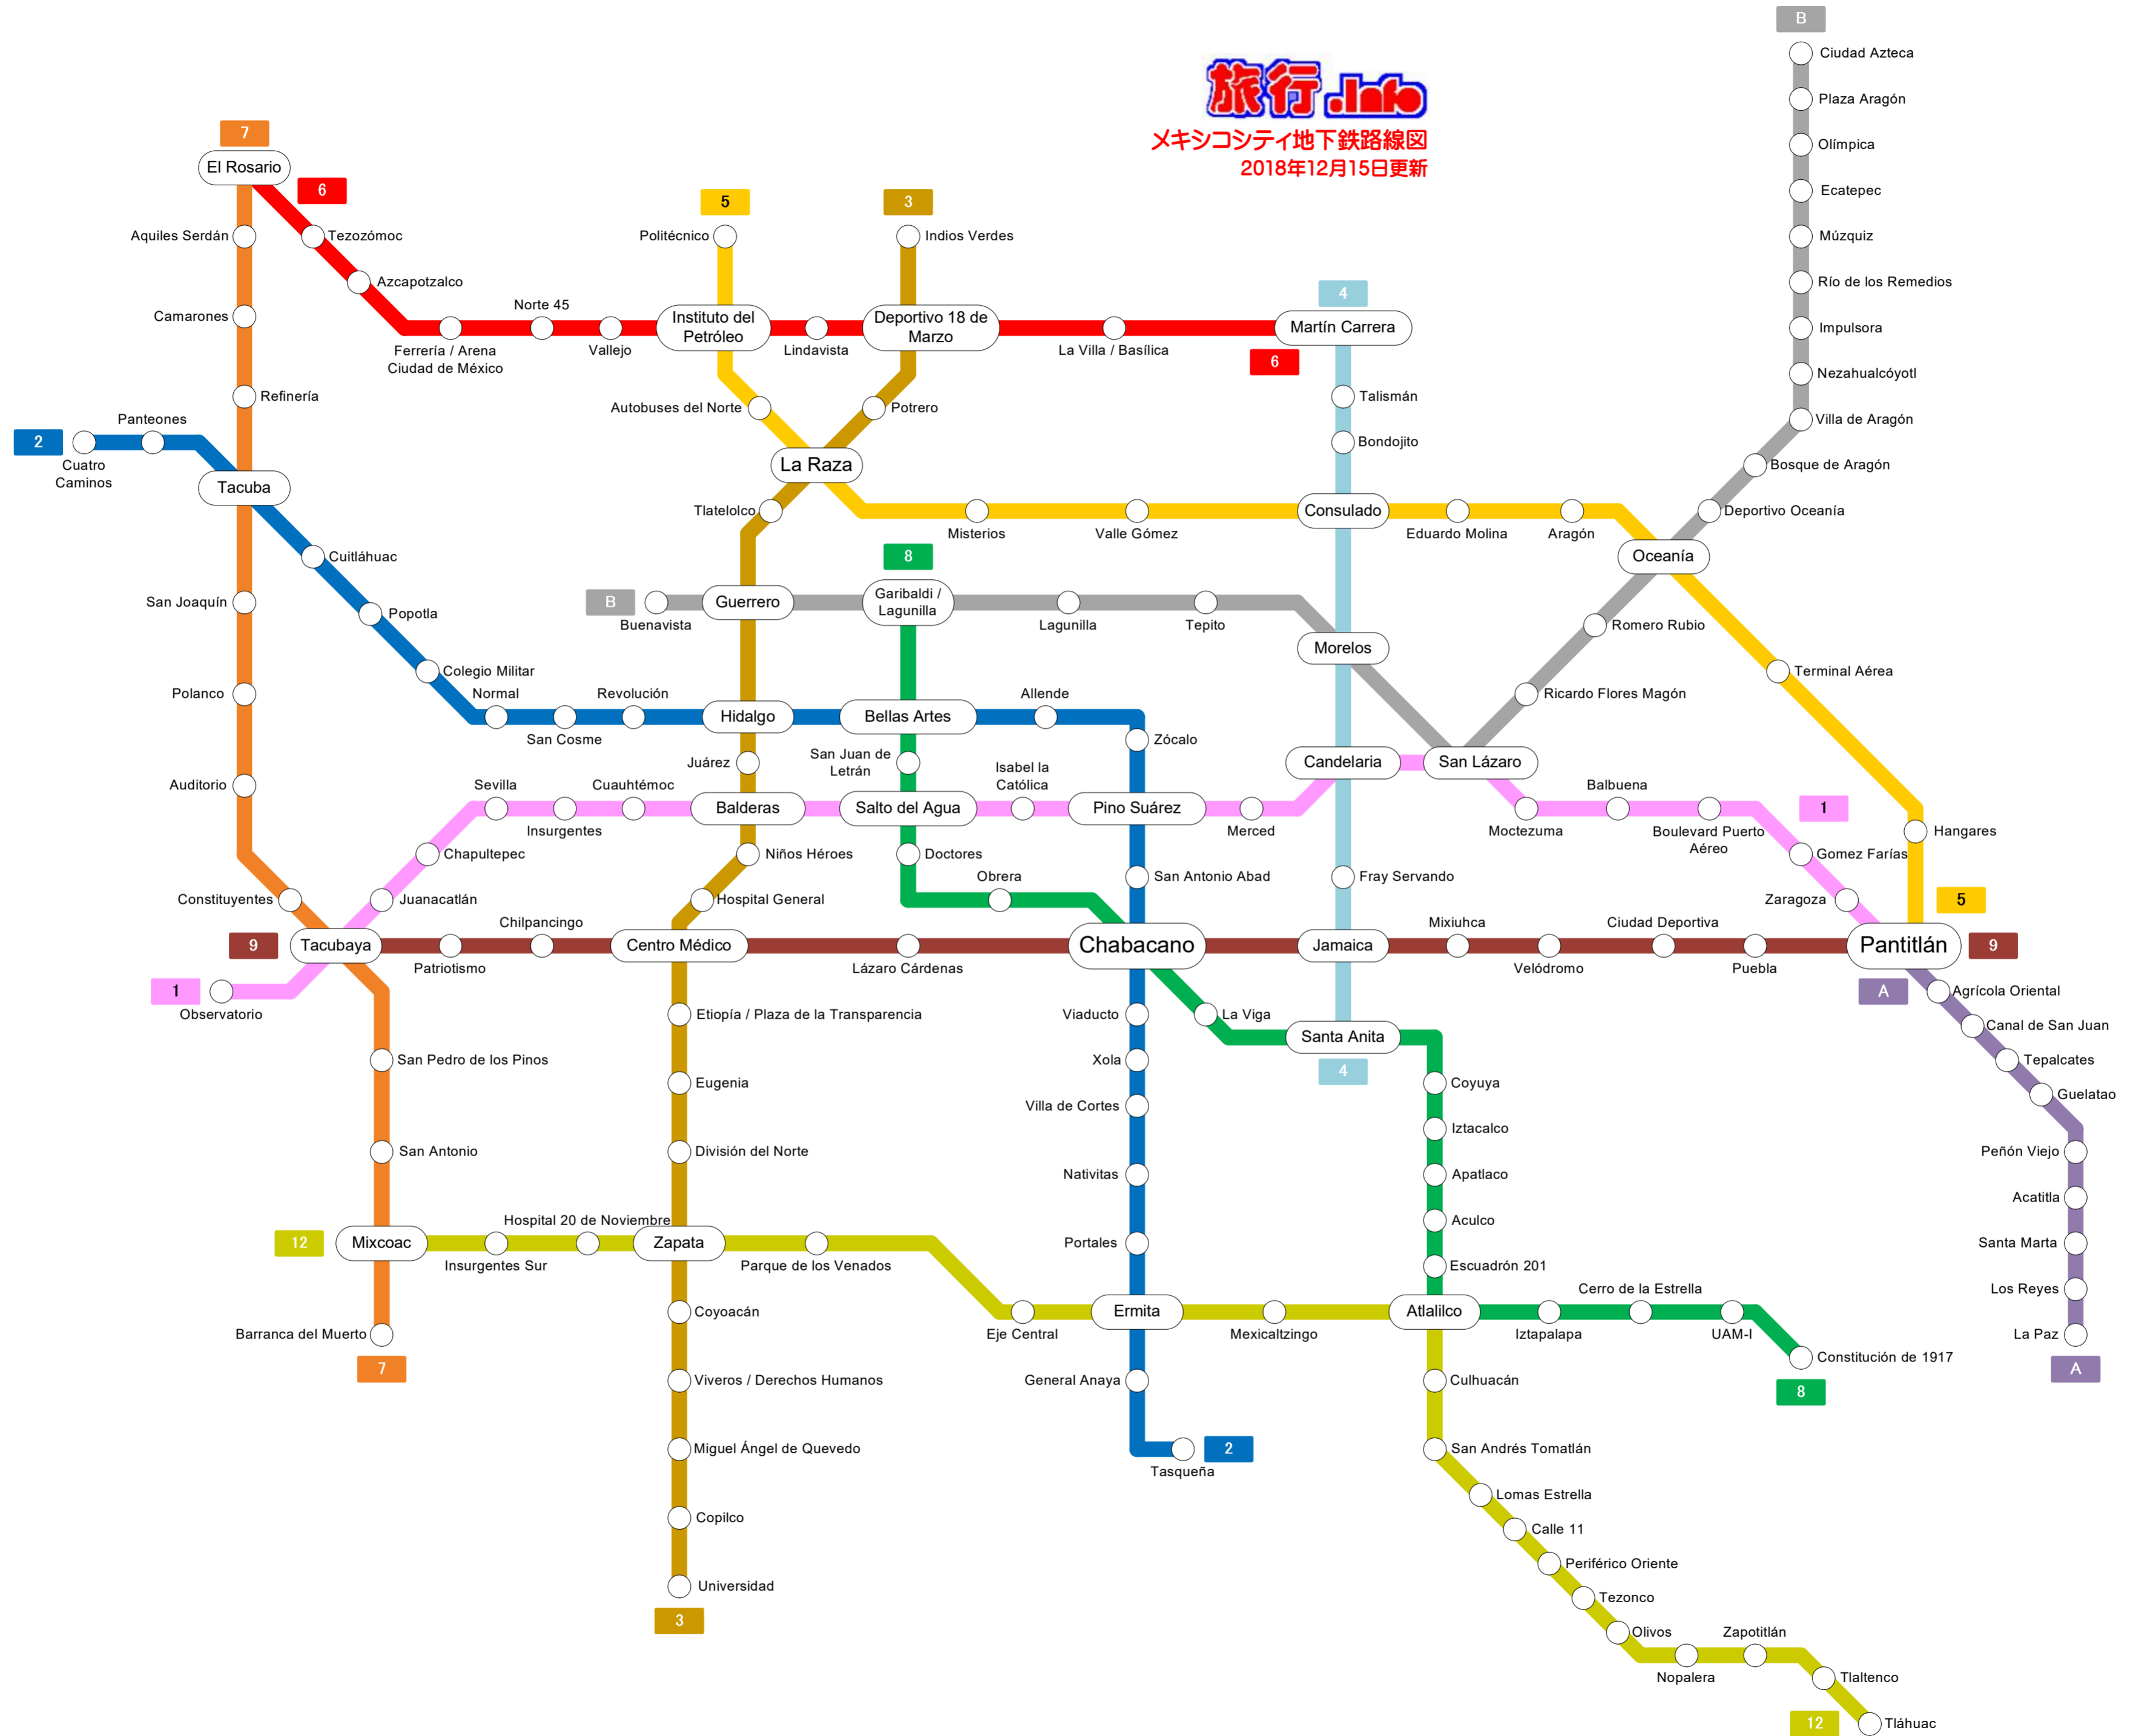 B
Ciudad Azteca
Plaza Aragón
Olímpica
Ecatepec
Múzquiz
Río de los Remedios
Impulsora
Nezahualcóyotl
Villa de Aragón
Bosque de Aragón
Deportivo Oceanía
旅行.Info
メキシコシティ地下鉄路線図
2018年12月15日更新
7
El Rosario
6
Tezozómoc
Azcapotzalco
Aquiles Serdán
Camarones
Refinería
5
Politécnico
3
Indios Verdes
Norte 45
Ferrería / Arena
Ciudad de México
Vallejo
Instituto del
Petróleo
Lindavista
Deportivo 18 de
Marzo
La Villa / Basílica
4
Martín Carrera
6
Talismán
Bondojito
Autobuses del Norte
Potrero
La Raza
2
Cuatro
Caminos
Panteones
Tacuba
Cuitláhuac
Popotla
Colegio Militar
Normal
San Cosme
Revolución
Tlatelolco
Misterios
Valle Gómez
Consulado
Eduardo Molina
Aragón
Oceanía
8
B
Buenavista
Guerrero
Garibaldi /
Lagunilla
Lagunilla
Tepito
Morelos
Romero Rubio
Ricardo Flores Magón
Terminal Aérea
San Joaquín
Polanco
Auditorio
Constituyentes
Hidalgo
Bellas Artes
Allende
Zócalo
Juárez
San Juan de
Letrán
Isabel la
Católica
Candelaria
San Lázaro
Sevilla
Insurgentes
Cuauhtémoc
Balderas
Salto del Agua
Pino Suárez
Merced
Moctezuma
Balbuena
Boulevard Puerto
Aéreo
1
Gomez Farías
Hangares
Zaragoza
5
Chapultepec
Juanacatlán
Niños Héroes
Hospital General
Doctores
Obrera
San Antonio Abad
Fray Servando
9
Tacubaya
Patriotismo
Chilpancingo
Centro Médico
Lázaro Cárdenas
Chabacano
Jamaica
Mixiuhca
Velódromo
Ciudad Deportiva
Puebla
Pantitlán
9
1
Observatorio
A
Agrícola Oriental
Canal de San Juan
Tepalcates
Guelatao
Peñón Viejo
Acatitla
Santa Marta
Los Reyes
La Paz
A
Etiopía / Plaza de la Transparencia
Eugenia
División del Norte
Viaducto
Xola
Villa de Cortes
Nativitas
Portales
La Viga
Santa Anita
4
Coyuya
Iztacalco
Apatlaco
Aculco
Escuadrón 201
San Pedro de los Pinos
San Antonio
12
Mixcoac
Insurgentes Sur
Hospital 20 de Noviembre
Zapata
Parque de los Venados
Eje Central
Ermita
Mexicaltzingo
Atlalilco
Iztapalapa
Cerro de la Estrella
UAM-I
Constitución de 1917
8
Barranca del Muerto
7
Coyoacán
Viveros / Derechos Humanos
Miguel Ángel de Quevedo
Copilco
Universidad
3
General Anaya
Tasqueña
2
Culhuacán
San Andrés Tomatlán
Lomas Estrella
Calle 11
Periférico Oriente
Tezonco
Olivos
Nopalera
Zapotitlán
Tlaltenco
Tláhuac
12